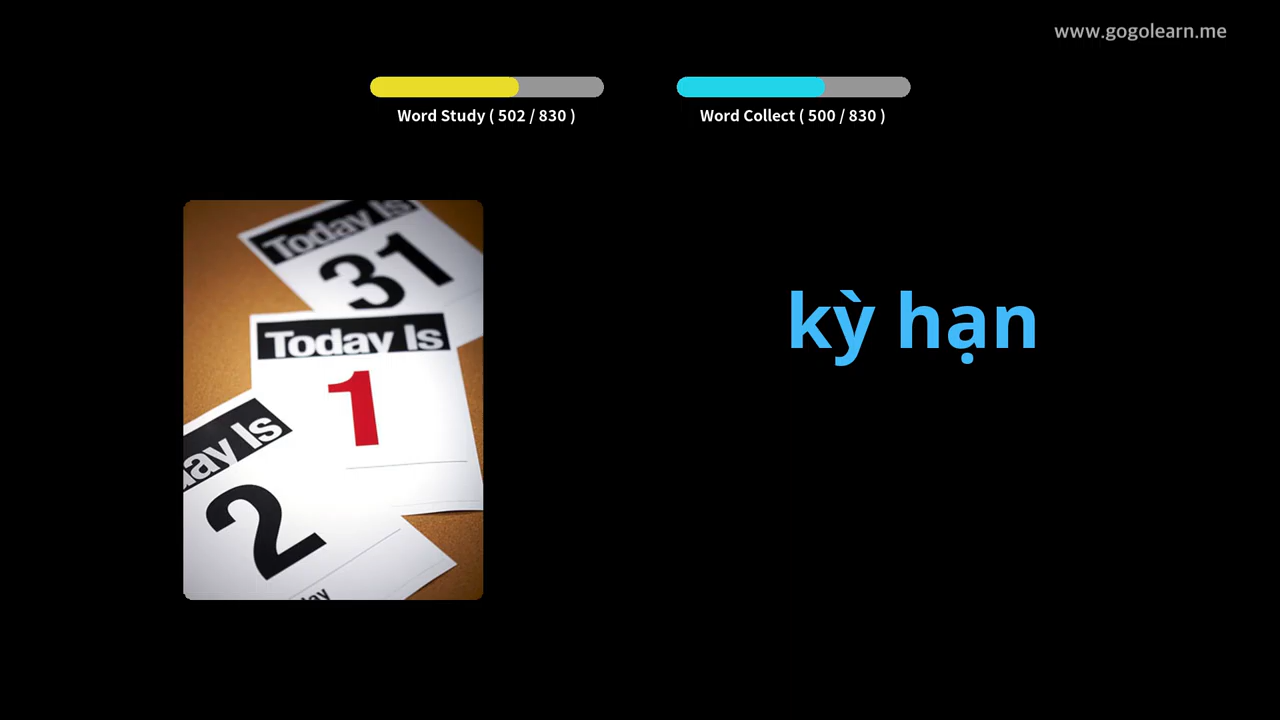 www.gogolearn.me
Word Study ( 502 / 830 )
Word Collect ( 500 / 830 )
Today Is
31
Today Is
1
ay Is
2
kỳ hạn